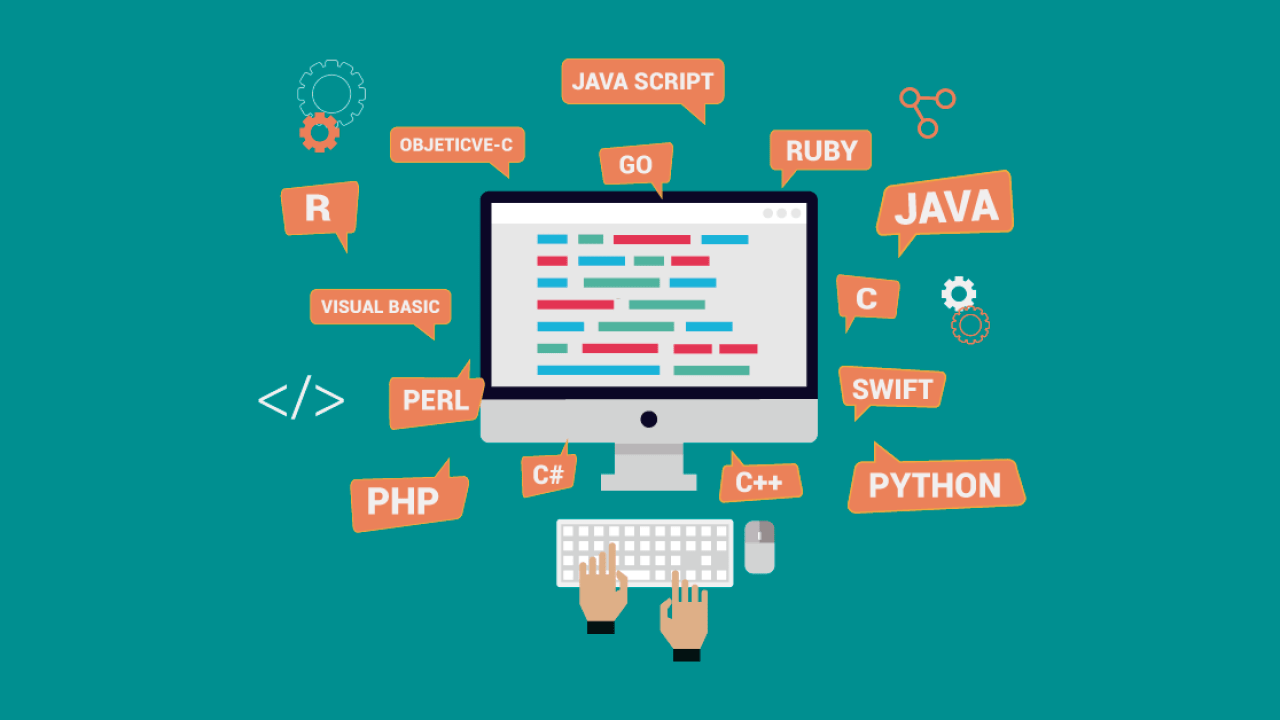 JAVA SCRIPT
OBJETICVE-C
GO
RUBY
R
JAVA
VISUAL BASIC
C
</>
PERL
SWIFT
PHP
C#
C++
PYTHON